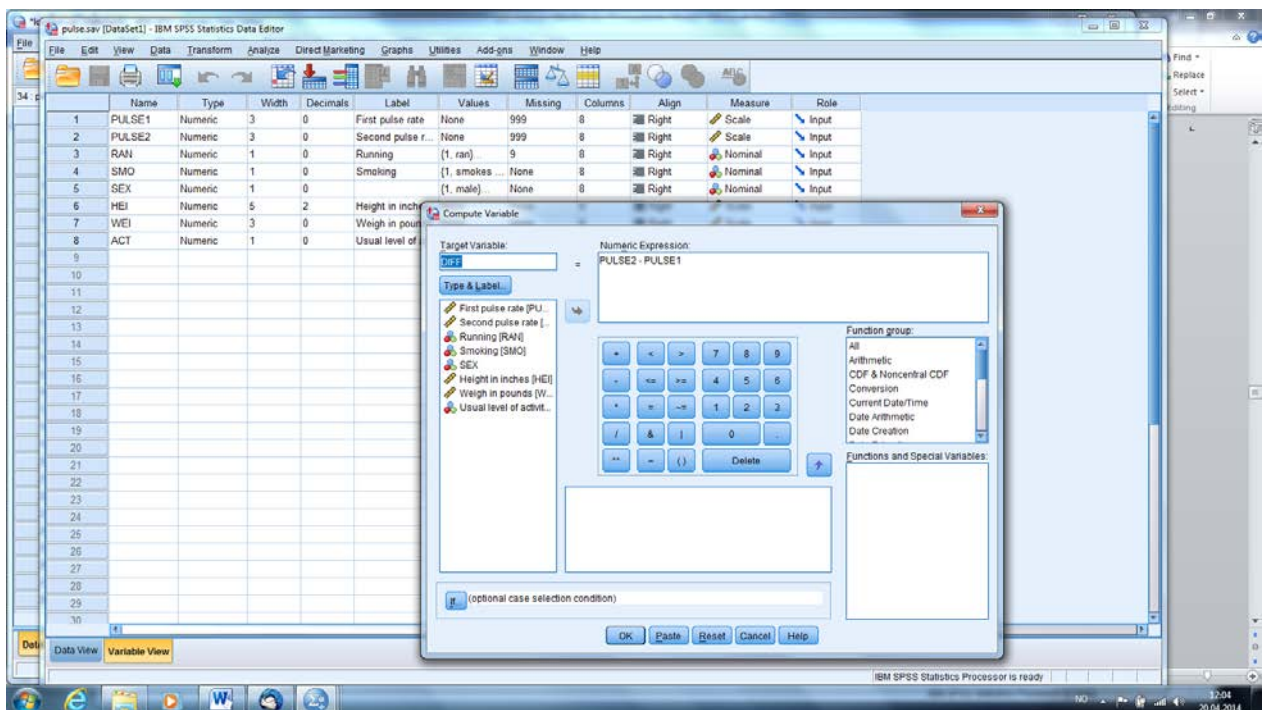 pulse.sav [DataSet1] - IBM SPSS Statistics Data Editor
File Edit View Data Transform Analyze Direct Marketing Graphs Utilities Add-ons Window Help
File
Find
Replace
Select
Editing
34 :
Name Type Width Decimals Label Values Missing Columns Align Measure Role
1 PULSE1 Numeric 3 0 First pulse rate None 999 8 Right Scale Input
2 PULSE2 Numeric 3 0 Second pulse r... None 999 8 Right Scale Input
3 RAN Numeric 1 0 Running {1, ran}... 9 8 Right Nominal Input
4 SMO Numeric 1 0 Smoking {1, smokes ... None 8 Right Nominal Input
5 SEX Numeric 1 0 {1, male}... None 8 Right Nominal Input
6 HEI Numeric 5 2 Height in inche
7 WEI Numeric 3 0 Weigh in poun
8 ACT Numeric 1 0 Usual level of
9
10
11
12
13
14
15
16
17
18
19
20
21
22
23
24
25
26
27
28
29
30
Compute Variable
Target Variable:
DIFF
=
Numeric Expression:
PULSE2 - PULSE1
Type & Label...
First pulse rate [PU...
Second pulse rate [...
Running [RAN]
Smoking [SMO]
SEX
Height in inches [HEI]
Weigh in pounds [W...
Usual level of activit...
+ < > 7 8 9
- <= >= 4 5 6
* = ~= 1 2 3
/ & | 0 .
** ~ ( ) Delete
Function group:
All
Arithmetic
CDF & Noncentral CDF
Conversion
Current Date/Time
Date Arithmetic
Date Creation
Functions and Special Variables:
If... (optional case selection condition)
OK Paste Reset Cancel Help
Data View Variable View
IBM SPSS Statistics Processor is ready
NO
12:04
20.04.2014